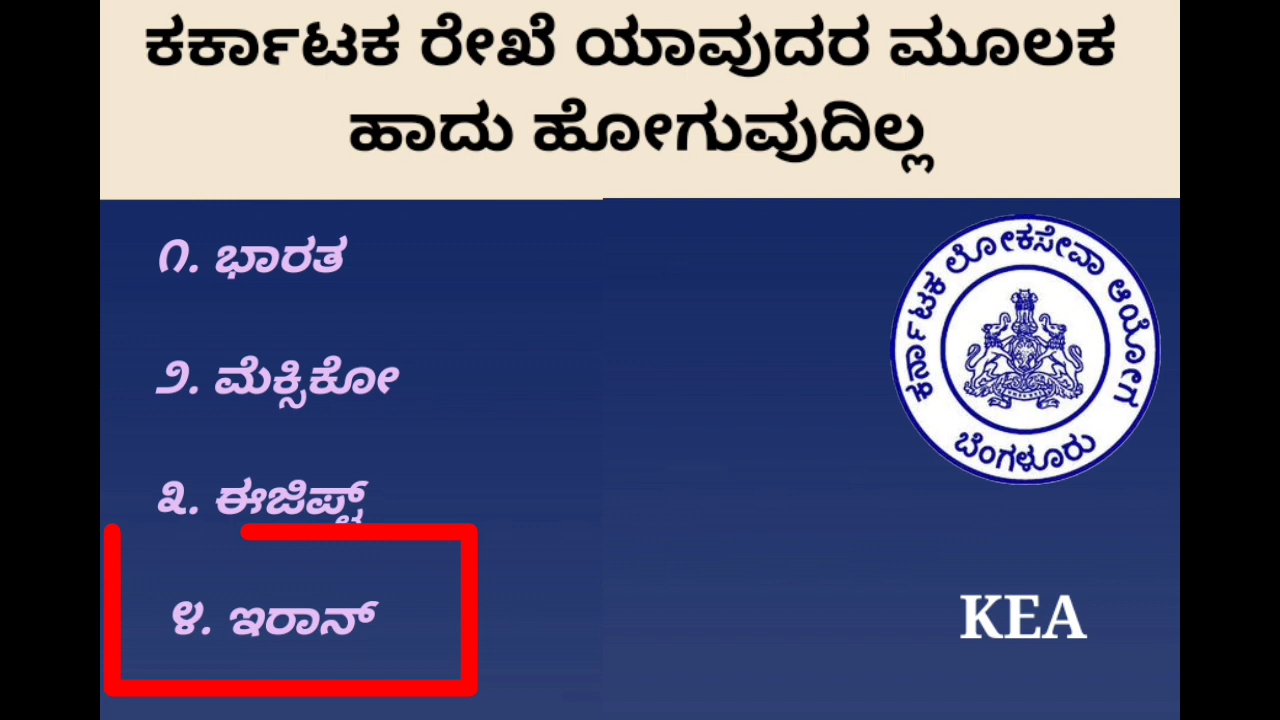 ಕರ್ಕಾಟಕ ರೇಖೆ ಯಾವುದರ ಮೂಲಕ
ಹಾದು ಹೋಗುವುದಿಲ್ಲ
೧. ಭಾರತ
೨. ಮೆಕ್ಸಿಕೋ
೩. ಈಜಿಪ್ಟ್
೪. ಇರಾನ್
ಕರ್ನಾಟಕ ಲೋಕಸೇವಾ ಆಯೋಗ
ಬೆಂಗಳೂರು
KEA